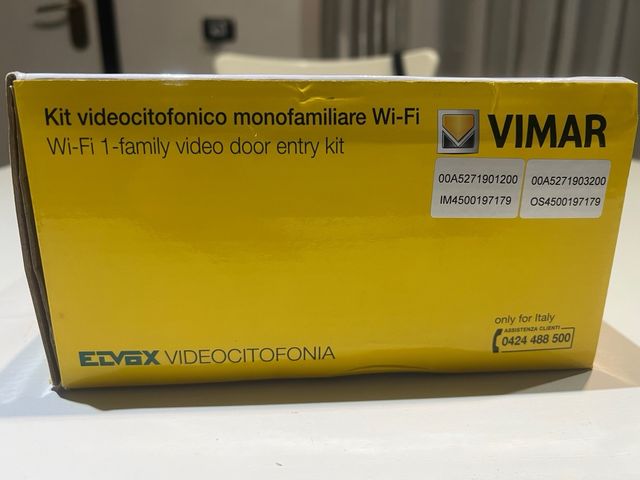 Kit videocitofonico monofamiliare Wi-Fi
Wi-Fi 1-family video door entry kit
VIMAR
00A5271901200
IM4500197179
00A5271903200
OS4500197179
only for Italy
ASSISTENZA CLIENTI
0424 488 500
ELVOX VIDEOCITOFONIA